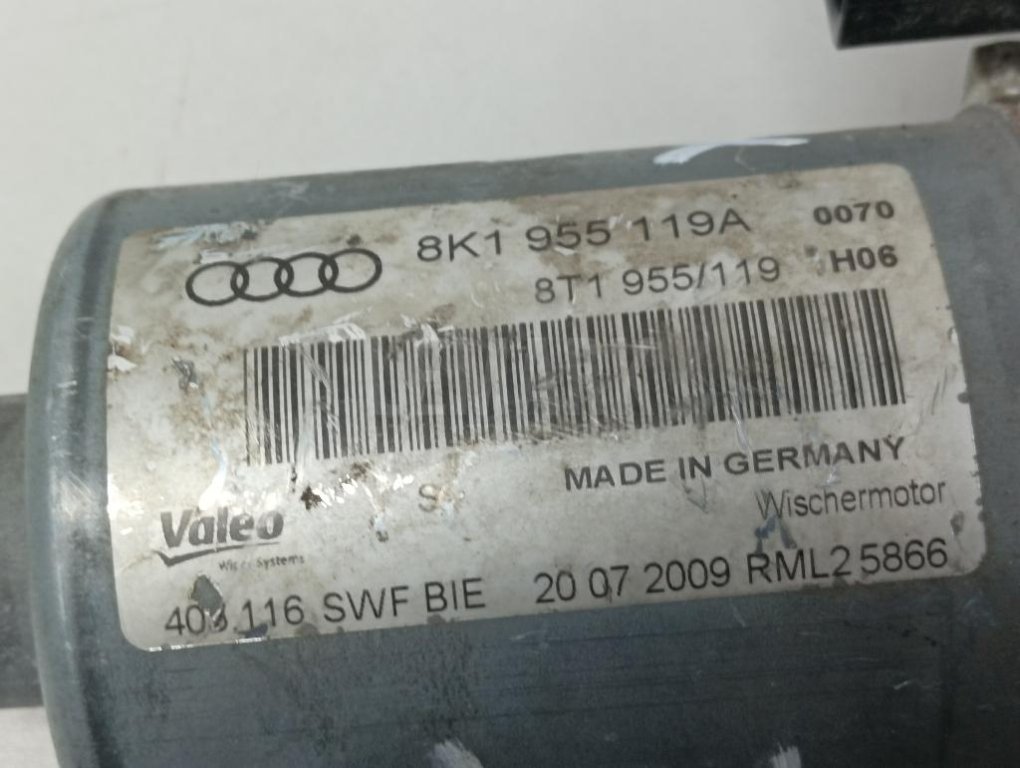 8K1 955 119A 0070
8T1 955/119 H06
MADE IN GERMANY
Valeo
Wischermotor
Systems
116 SWF BIE 20 07 2009 RML2 5866